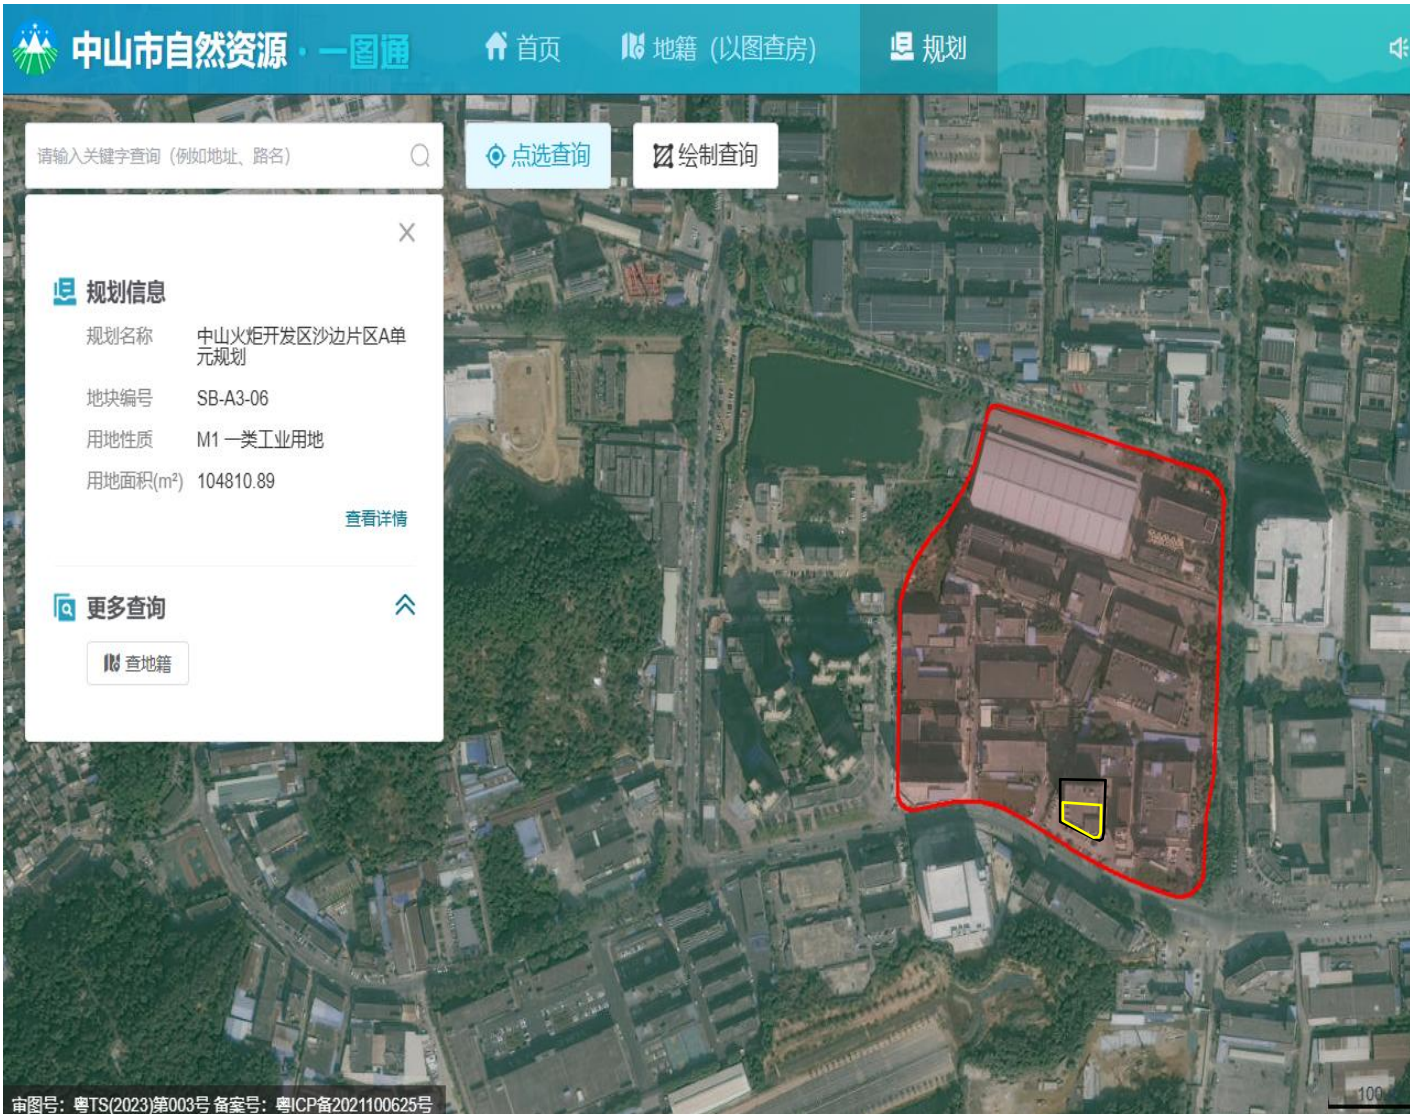 中山市自然资源·一图通
首页
地籍（以图查房）
规划
请输入关键字查询（例如地址、路名）
点选查询
绘制查询
规划信息
规划名称 中山火炬开发区沙边片区A单
元规划
地块编号 SB-A3-06
用地性质 M1 一类工业用地
用地面积(m²) 104810.89
查看详情
更多查询
查地籍
审图号：粤TS(2023)第003号 备案号：粤ICP备2021100625号
100